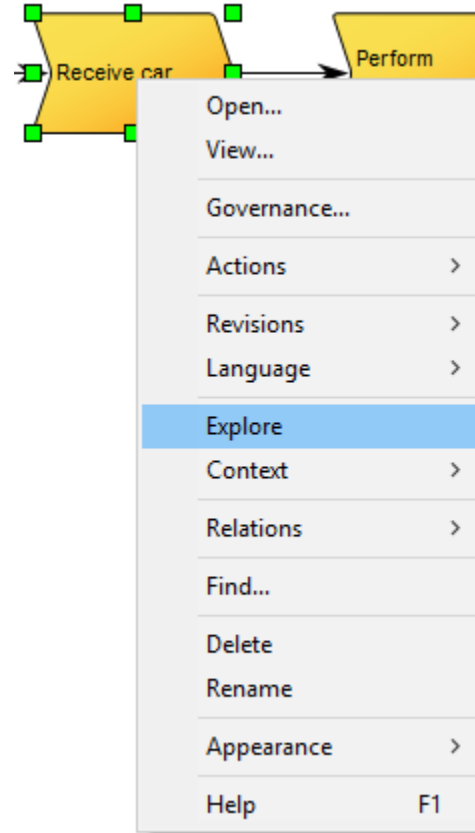 Receive car
Perform
Open...
View...
Governance...
Actions
Revisions
Language
Explore
Context
Relations
Find...
Delete
Rename
Appearance
Help F1